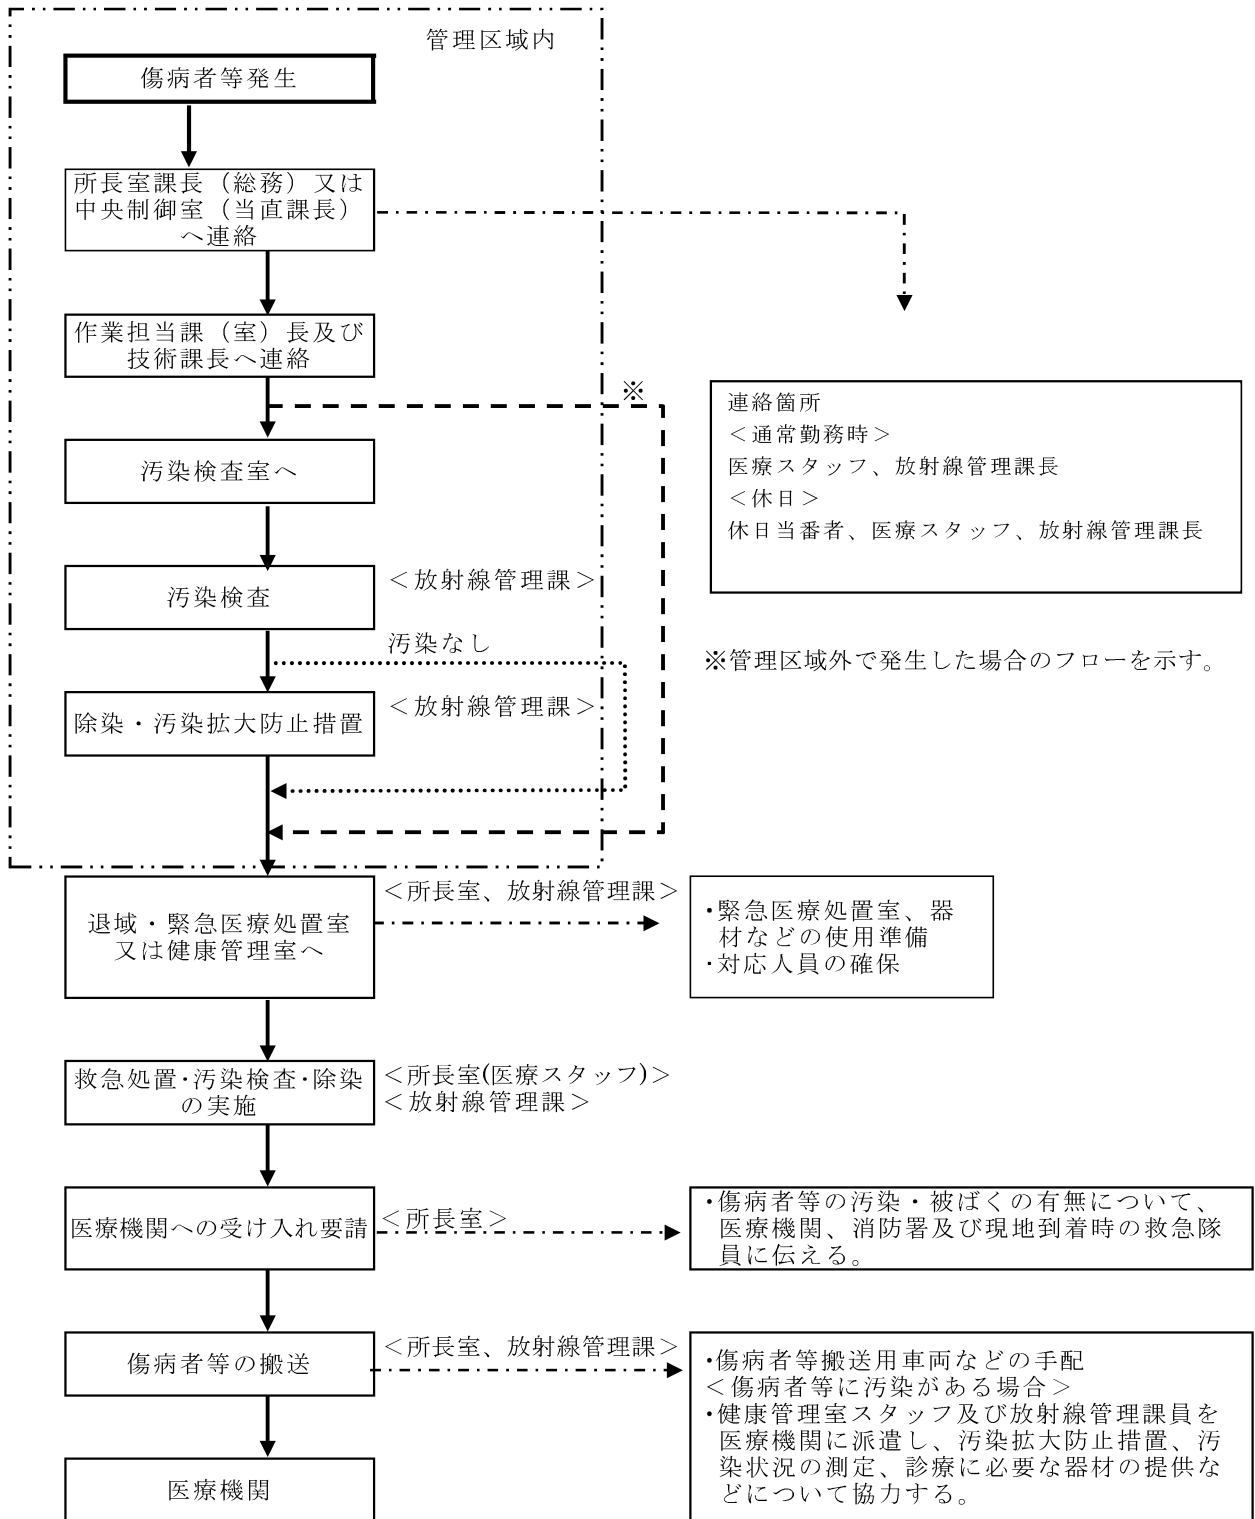 管理区域内
傷病者等発生
所長室課長（総務）又は
中央制御室（当直課長）
へ連絡
作業担当課（室）長及び
技術課長へ連絡
※
連絡箇所
＜通常勤務時＞
医療スタッフ、放射線管理課長
＜休日＞
休日当番者、医療スタッフ、放射線管理課長
汚染検査室へ
汚染検査
＜放射線管理課＞
汚染なし
※管理区域外で発生した場合のフローを示す。
除染・汚染拡大防止措置
＜放射線管理課＞
退域・緊急医療処置室
又は健康管理室へ
＜所長室、放射線管理課＞
・緊急医療処置室、器
材などの使用準備
・対応人員の確保
救急処置・汚染検査・除染
の実施
＜所長室(医療スタッフ)＞
＜放射線管理課＞
医療機関への受け入れ要請
＜所長室＞
・傷病者等の汚染・被ばくの有無について、
医療機関、消防署及び現地到着時の救急隊
員に伝える。
傷病者等の搬送
＜所長室、放射線管理課＞
・傷病者等搬送用車両などの手配
＜傷病者等に汚染がある場合＞
・健康管理室スタッフ及び放射線管理課員を
医療機関に派遣し、汚染拡大防止措置、汚
染状況の測定、診療に必要な器材の提供な
どについて協力する。
医療機関